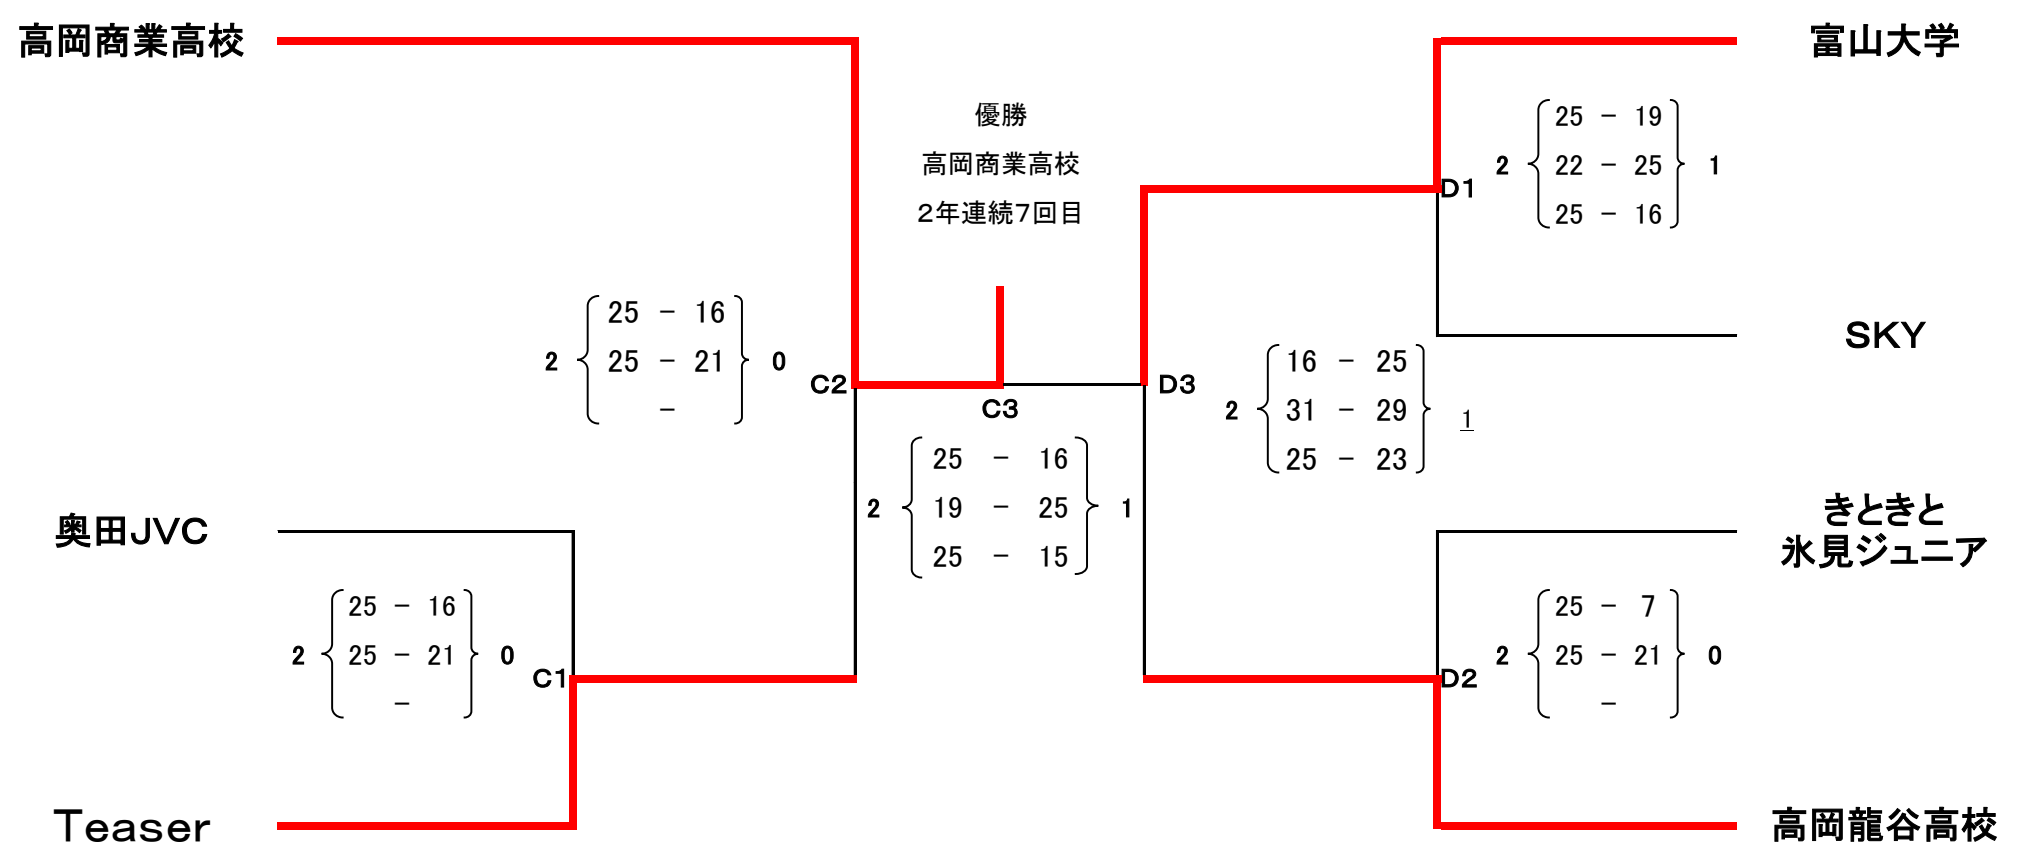 高岡商業高校
富山大学
優勝
高岡商業高校
2年連続7回目
25 - 19
2 22 - 25 1
25 - 16
D1
SKY
25 - 16
2 25 - 21 0
-
C2
C3
D3
16 - 25
2 31 - 29 1
25 - 23
25 - 16
2 19 - 25 1
25 - 15
奥田JVC
きときと
氷見ジュニア
25 - 16
2 25 - 21 0
-
C1
D2
25 - 7
2 25 - 21 0
-
Teaser
高岡龍谷高校